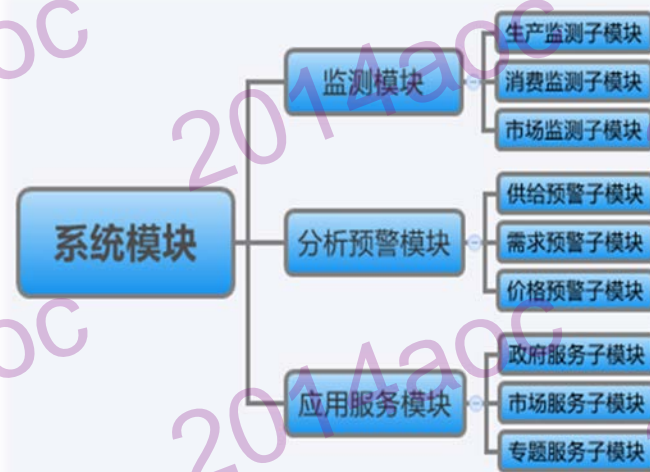 系统模块
监测模块
生产监测子模块
消费监测子模块
市场监测子模块
分析预警模块
供给预警子模块
需求预警子模块
价格预警子模块
应用服务模块
政府服务子模块
市场服务子模块
专题服务子模块
2014aoc
2014aoc
oc
oc